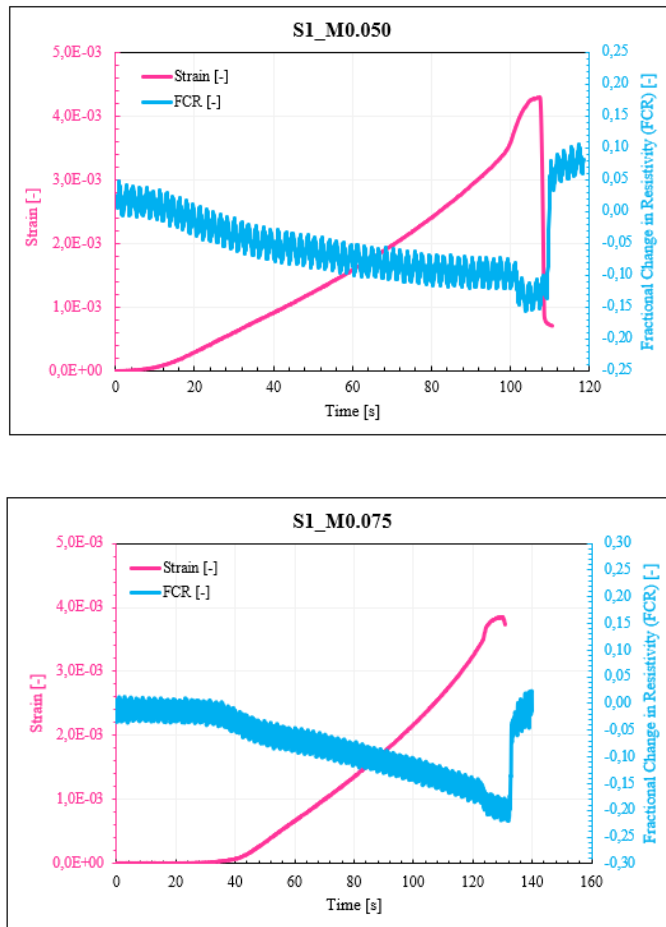 S1_M0.050
5,0E-03
4,0E-03
3,0E-03
2,0E-03
1,0E-03
0,0E+00
Strain [-]
Strain [-]
FCR [-]
0,25
0,20
0,15
0,10
0,05
0,00
-0,05
-0,10
-0,15
-0,20
-0,25
Fractional Change in Resistivity (FCR) [-]
0 20 40 60 80 100 120
Time [s]
S1_M0.075
5,0E-03
4,0E-03
3,0E-03
2,0E-03
1,0E-03
0,0E+00
Strain [-]
Strain [-]
FCR [-]
0,30
0,25
0,20
0,15
0,10
0,05
0,00
-0,05
-0,10
-0,15
-0,20
-0,25
-0,30
Fractional Change in Resistivity (FCR) [-]
0 20 40 60 80 100 120 140 160
Time [s]